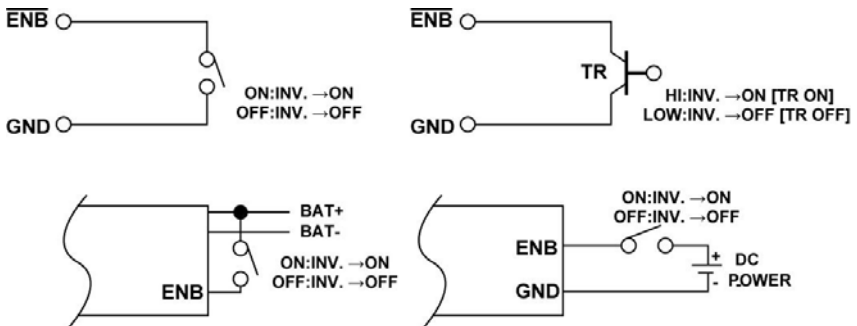 E̅N̅B̅
GND
ON:INV. →ON
OFF:INV. →OFF
E̅N̅B̅
TR
GND
HI:INV. →ON [TR ON]
LOW:INV. →OFF [TR OFF]
BAT+
BAT-
ENB
ON:INV. →ON
OFF:INV. →OFF
ON:INV. →ON
OFF:INV. →OFF
ENB
GND
+
-
DC
POWER